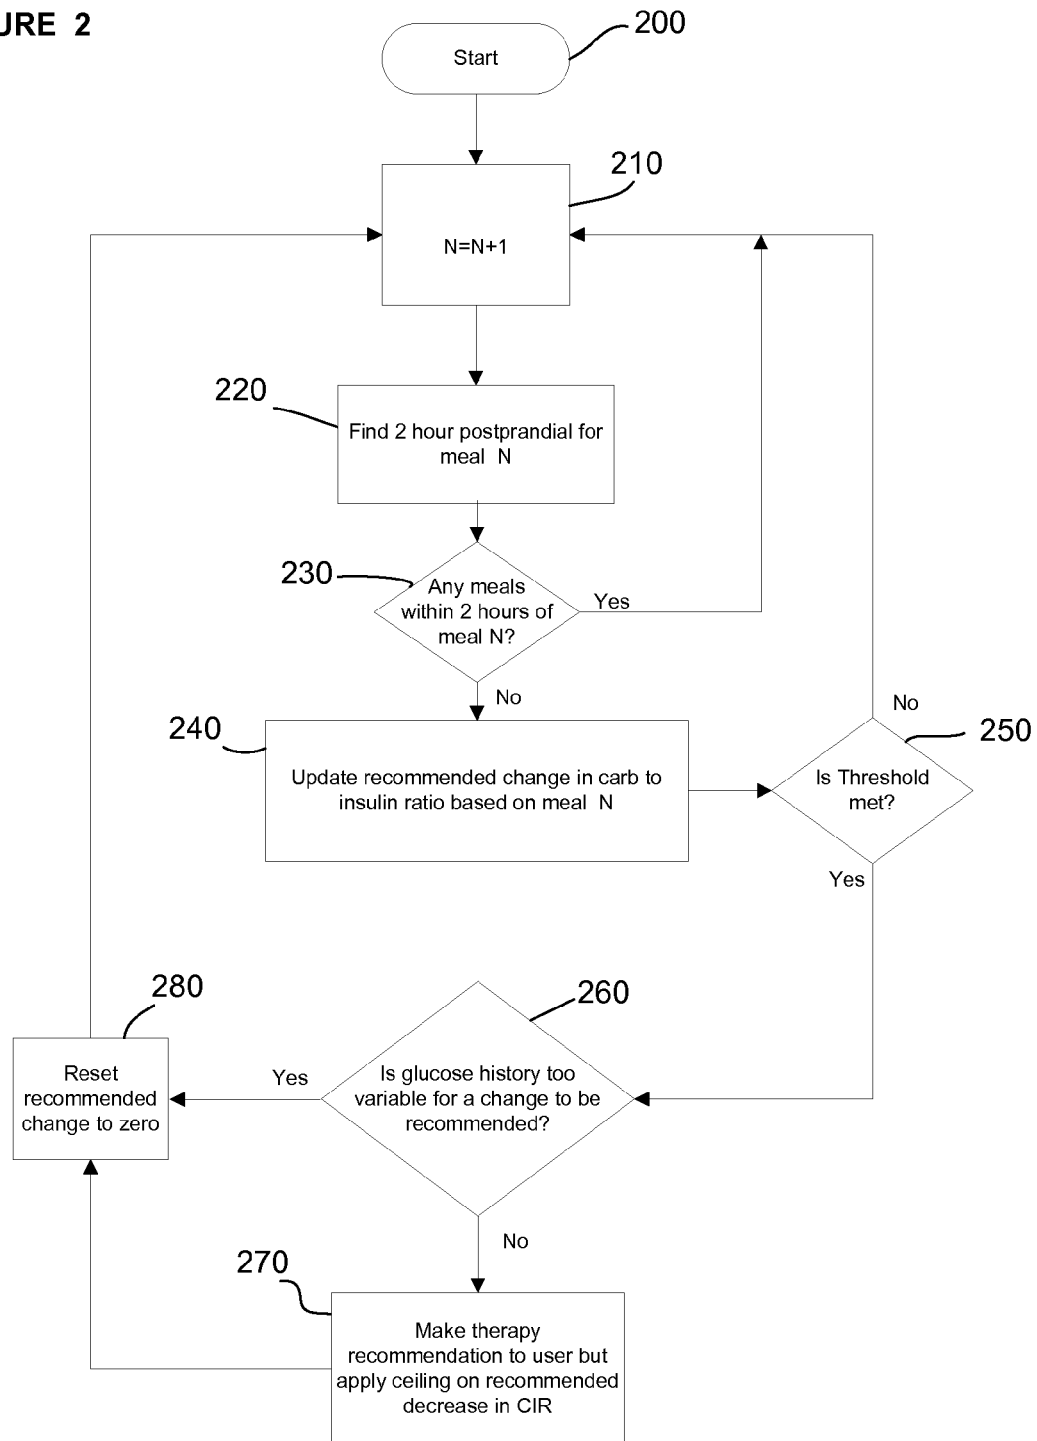 URE 2
200
Start
210
N=N+1
220
Find 2 hour postprandial for
meal N
230
Any meals
within 2 hours of
meal N?
Yes
No
240
Update recommended change in carb to
insulin ratio based on meal N
No
250
Is Threshold
met?
Yes
260
Is glucose history too
variable for a change to be
recommended?
Yes
280
Reset
recommended
change to zero
No
270
Make therapy
recommendation to user but
apply ceiling on recommended
decrease in CIR